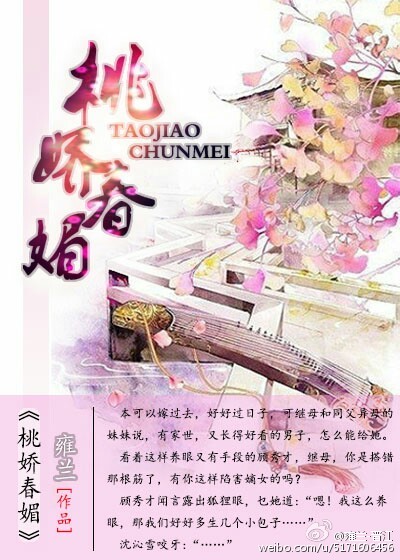 桃娇春媚
TAOJIAO
CHUNMEI
《桃娇春媚》
雍兰
[作品]
本可以嫁过去，好好过日子，可继母和同父异母的
妹妹说，有家世，又长得好看的男子，怎么能给她。
看着这样养眼又有手段的顾秀才，继母，你是搭错
那根筋了，有你这样陷害嫡女的吗？
顾秀才闻言露出狐狸眼，乜她道：“嗯！我这么养
眼，那我们好好多生几个小包子……”
沈沁雪咬牙：“……”
@雍兰-晋江
weibo.com/u/5171606456